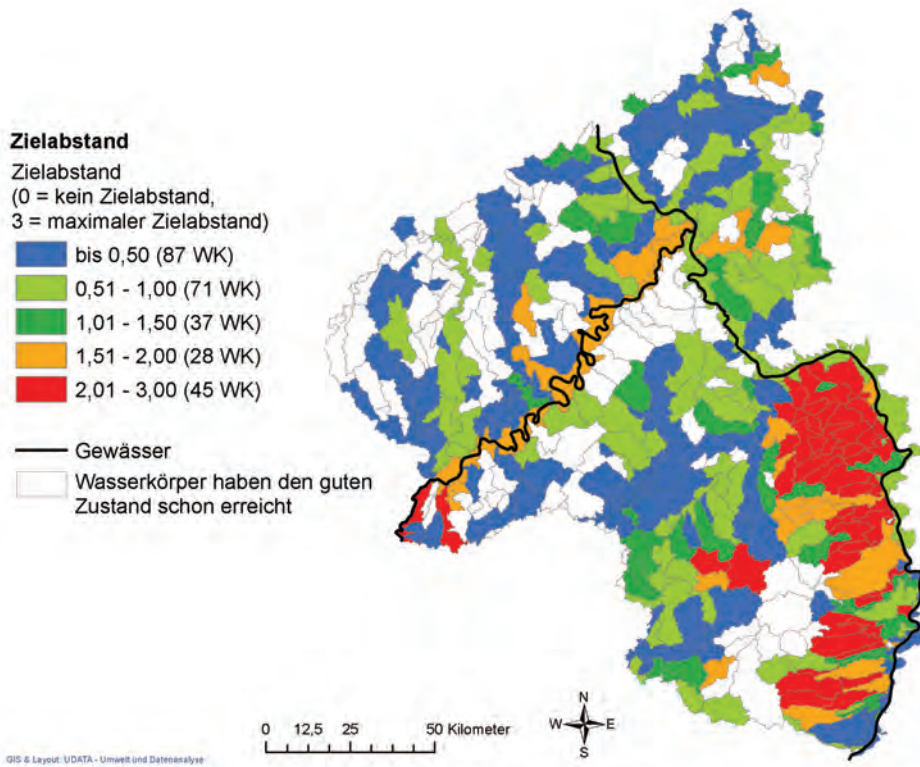 Zielabstand
Zielabstand
(0 = kein Zielabstand,
3 = maximaler Zielabstand)
bis 0,50 (87 WK)
0,51 - 1,00 (71 WK)
1,01 - 1,50 (37 WK)
1,51 - 2,00 (28 WK)
2,01 - 3,00 (45 WK)
Gewässer
Wasserkörper haben den guten
Zustand schon erreicht
N
W E
S
0 12,5 25 50 Kilometer
GIS & Layout: UDATA - Umwelt und Datenanalyse